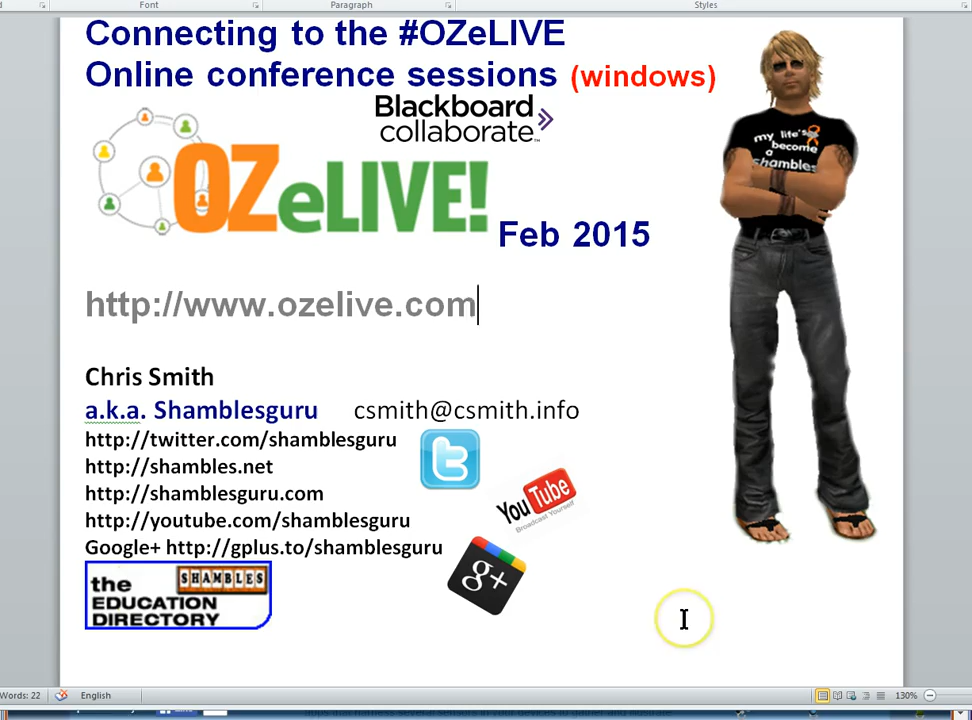 Font
Paragraph
Styles
Connecting to the #OZeLIVE
Online conference sessions (windows)
Blackboard
collaborate™
OZeLIVE!
Feb 2015
my life's
become
a
shambles
http://www.ozelive.com
Chris Smith
a.k.a. Shamblesguru csmith@csmith.info
http://twitter.com/shamblesguru
http://shambles.net
http://shamblesguru.com
http://youtube.com/shamblesguru
Google+ http://gplus.to/shamblesguru
YouTube
Broadcast Yourself
g+
the SHAMBLES
EDUCATION
DIRECTORY
Words: 22 English 130%